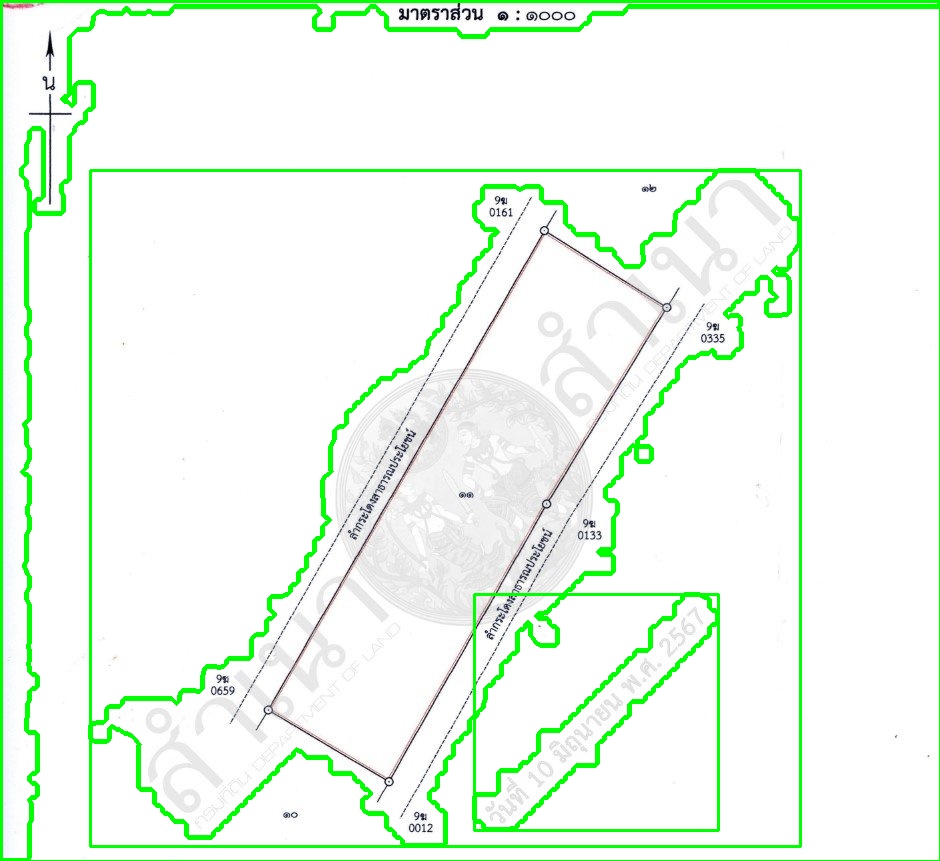 มาตราส่วน ๑ : ๑๐๐๐
น
๑๒
9ฆ
0161
9ฆ
0335
ลำกระโดงสาธารณประโยชน์
๑๑
9ฆ
0133
ลำกระโดงสาธารณประโยชน์
สำเนา
กรมที่ดิน DEPARTMENT OF LAND
สำเนา
กรมที่ดิน DEPARTMENT OF LAND
วันที่ 10 มิถุนายน พ.ศ. 2567
9ฆ
0659
๑๐
9ฆ
0012